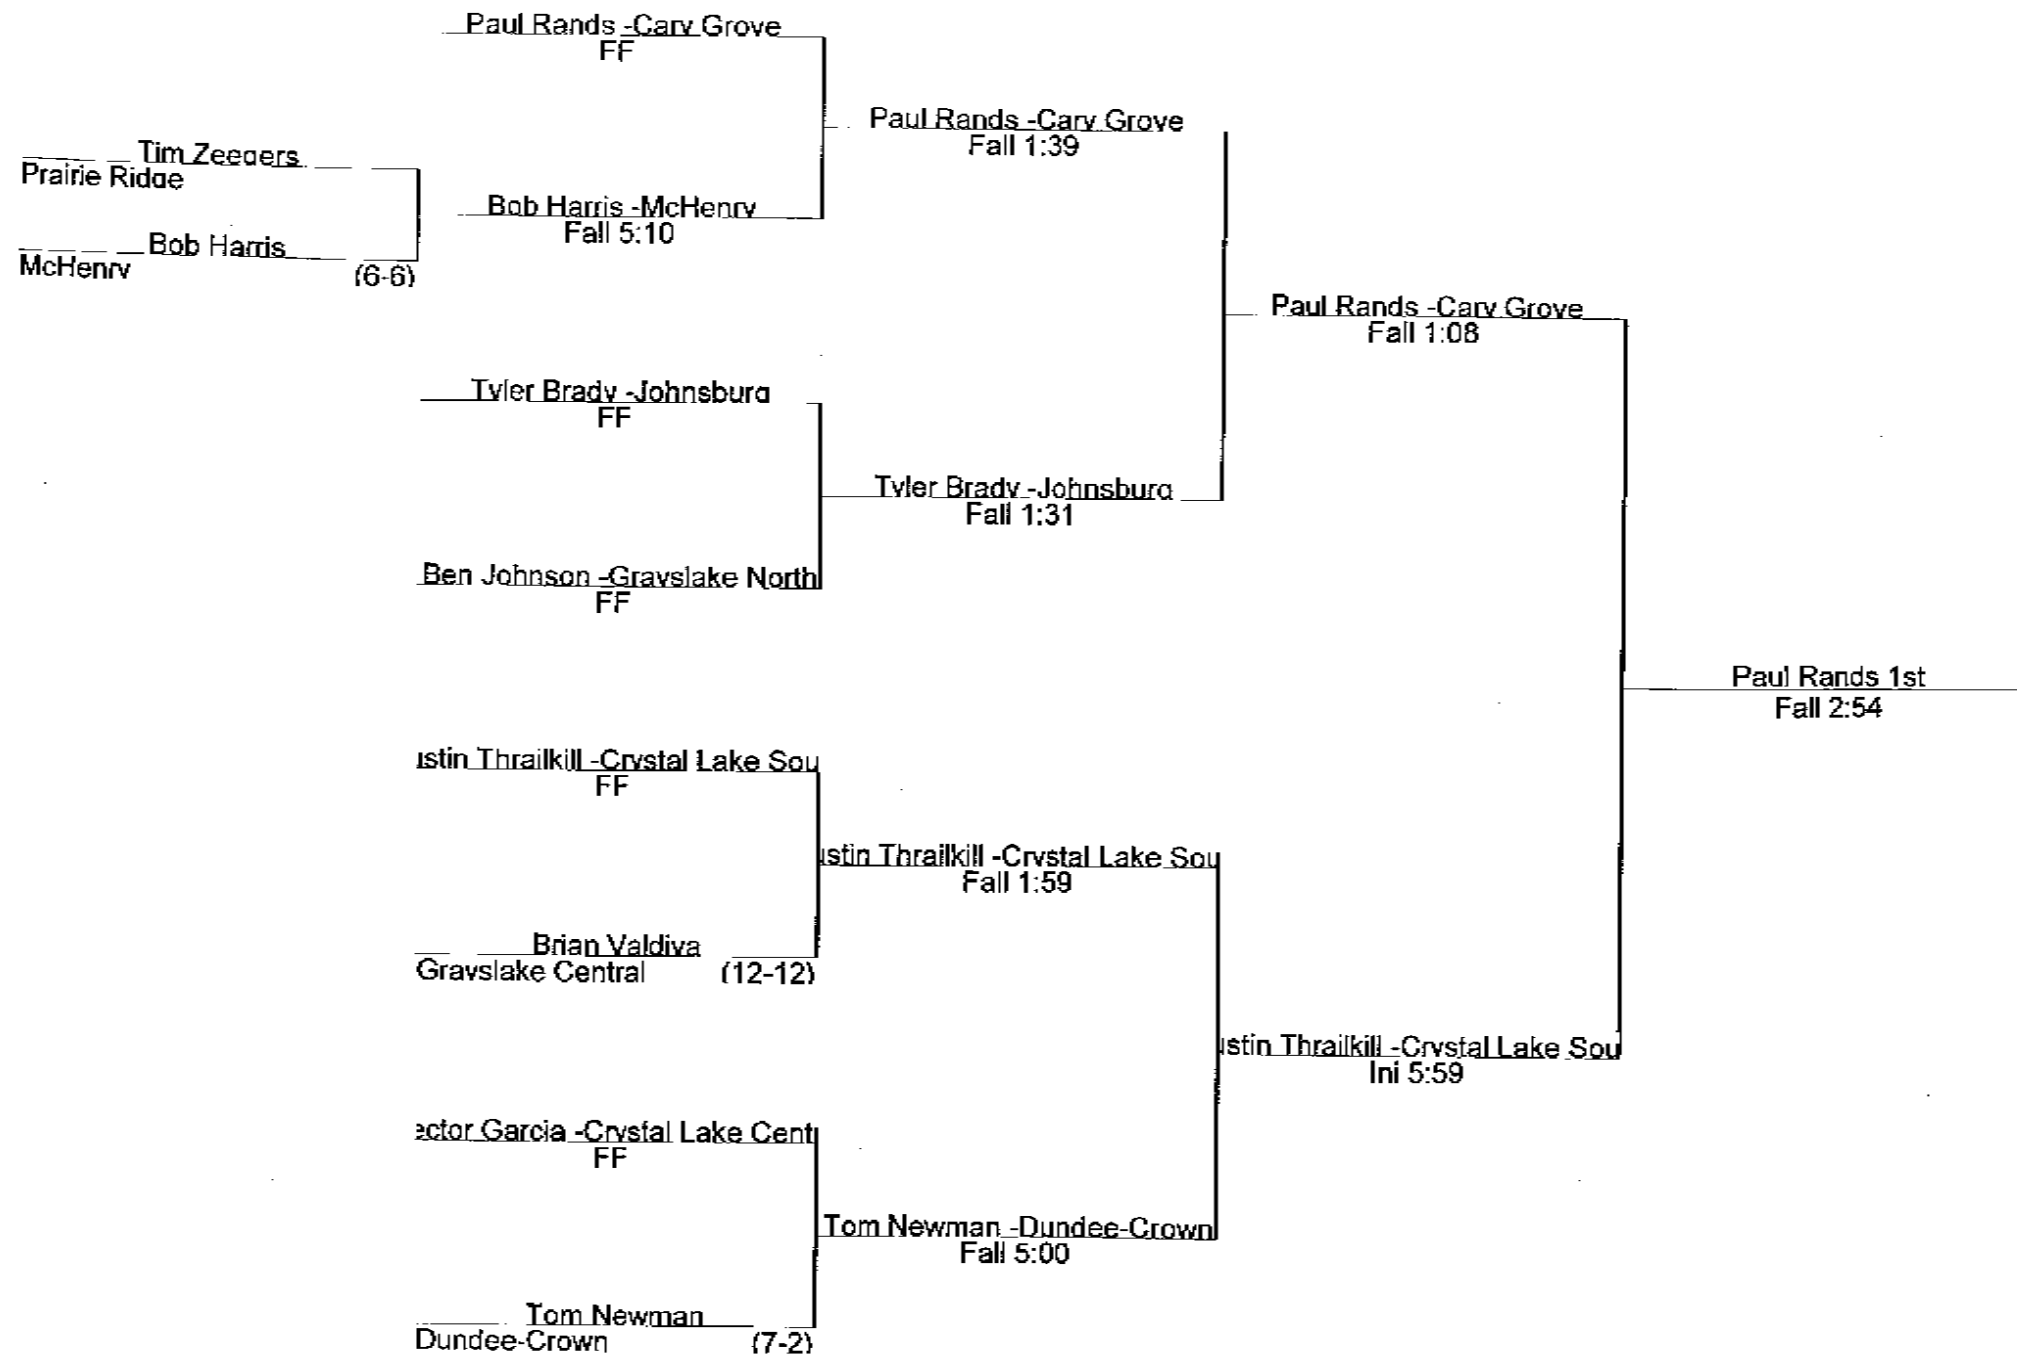 Paul Rands -Cary Grove
FF
Paul Rands -Cary Grove
Fall 1:39
Tim Zeegers
Prairie Ridge
Bob Harris -McHenry
Fall 5:10
Bob Harris
McHenry (6-6)
Paul Rands -Cary Grove
Fall 1:08
Tyler Brady -Johnsburg
FF
Tyler Brady -Johnsburg
Fall 1:31
Ben Johnson -Grayslake North
FF
Paul Rands 1st
Fall 2:54
ustin Thrailkill -Crystal Lake Sou
FF
ustin Thrailkill -Crystal Lake Sou
Fall 1:59
Brian Valdiva
Grayslake Central (12-12)
ustin Thrailkill -Crystal Lake Sou
Inj 5:59
ector Garcia -Crystal Lake Cent
FF
Tom Newman -Dundee-Crown
Fall 5:00
Tom Newman
Dundee-Crown (7-2)